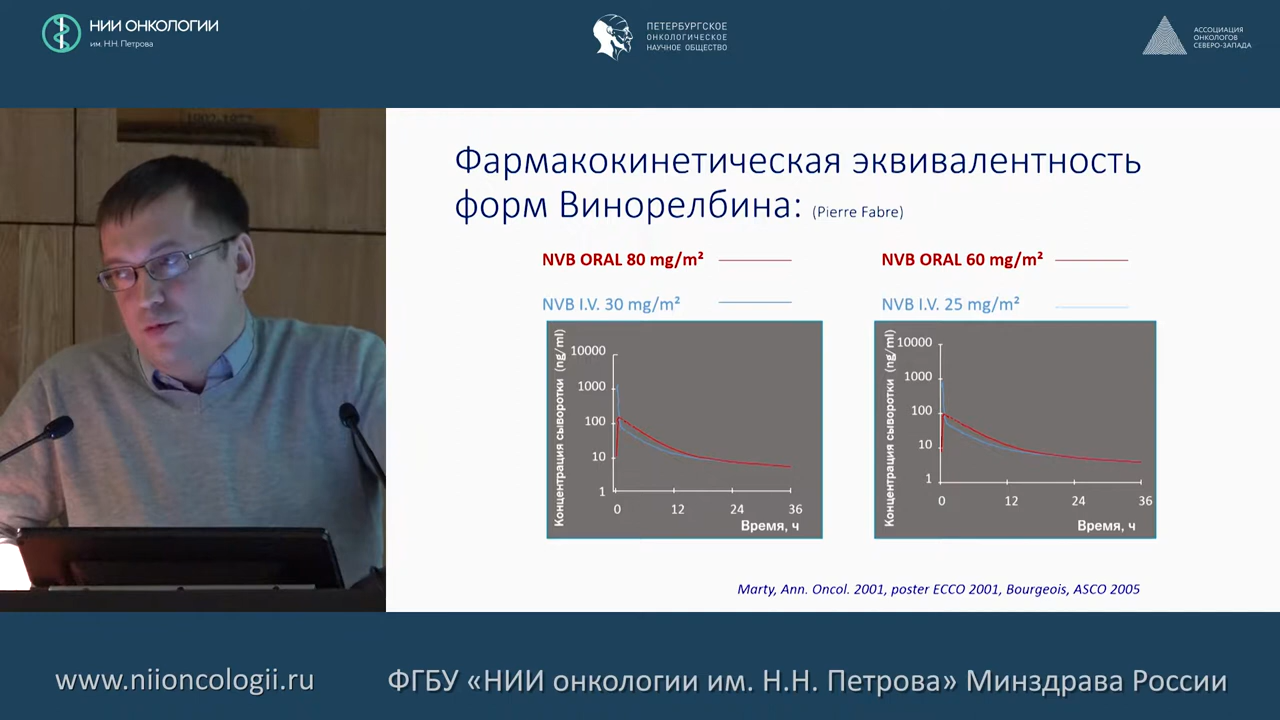 НИИ ОНКОЛОГИИ
им. Н.Н. Петрова
ПЕТЕРБУРГСКОЕ
ОНКОЛОГИЧЕСКОЕ
НАУЧНОЕ ОБЩЕСТВО
АССОЦИАЦИЯ
ОНКОЛОГОВ
СЕВЕРО-ЗАПАДА
1902-1972
Фармакокинетическая эквивалентность
форм Винорелбина: (Pierre Fabre)
NVB ORAL 80 mg/m²
NVB I.V. 30 mg/m²
Концентрация сыворотки (ng/ml)
10000
1000
100
10
1
0 12 24 36
Время, ч
NVB ORAL 60 mg/m²
NVB I.V. 25 mg/m²
Концентрация сыворотки (ng/ml)
10000
1000
100
10
1
0 12 24 36
Время, ч
Marty, Ann. Oncol. 2001, poster ECCO 2001, Bourgeois, ASCO 2005
www.niioncologii.ru
ФГБУ «НИИ онкологии им. Н.Н. Петрова» Минздрава России